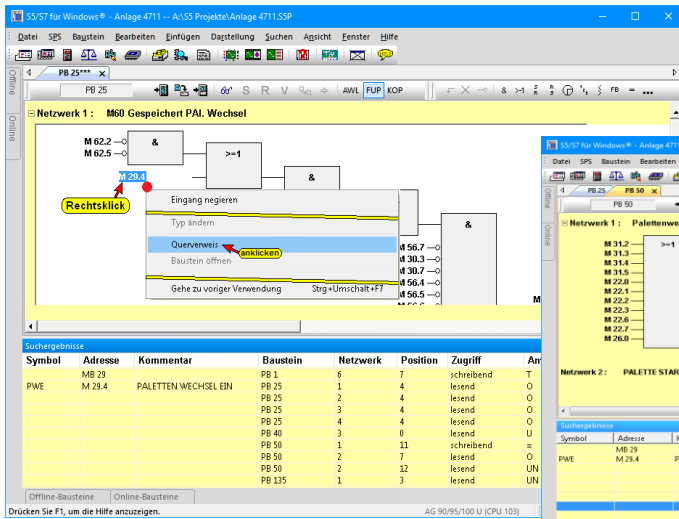 S5/S7 für Windows® - Anlage 4711 -- A:\S5 Projekte\Anlage 4711.S5P
Datei SPS Baustein Bearbeiten Einfügen Darstellung Suchen Ansicht Fenster Hilfe
PB 25*** x
PB 25 S R V AWL FUP KOP & >=1 FB = ...
Offline
Online
Netzwerk 1 : M60 Gespeichert PAI. Wechsel
M 62.2
M 62.5
&
>=1
M 29.4
&
Rechtsklick
Eingang negieren
Typ ändern
Querverweis
anklicken
Baustein öffnen
Gehe zu voriger Verwendung Strg+Umschalt+F7
&
M 56.7
M 30.3
M 30.7
M 56.4
M 56.5
M
Suchergebnisse
Symbol Adresse Kommentar Baustein Netzwerk Position Zugriff An
MB 29 PB 1 6 7 schreibend T
PWE M 29.4 PALETTEN WECHSEL EIN PB 25 1 4 lesend O
PB 25 2 4 lesend O
PB 25 3 4 lesend O
PB 25 4 4 lesend O
PB 40 3 0 lesend U
PB 50 1 11 schreibend =
PB 50 2 7 lesend O
PB 50 2 12 lesend UN
PB 135 1 3 lesend UN
Offline-Bausteine Online-Bausteine
Drücken Sie F1, um die Hilfe anzuzeigen. AG 90/95/100 U (CPU 103)
S5/S7 für Windows® - Anlage 471
Datei SPS Baustein Bearbeiten
PB 25 PB 50 x
PB 50
Offline
Online
Netzwerk 1 : Palettenwe
M 31.2
M 31.3
M 31.4
M 31.5
M 22.0
M 22.1
M 22.2
M 22.3
M 22.6
M 22.7
M 26.0
>=1
Netzwerk 2 : PALETTE STAR
Suchergebnisse
Symbol Adresse K
MB 29
PWE M 29.4 P